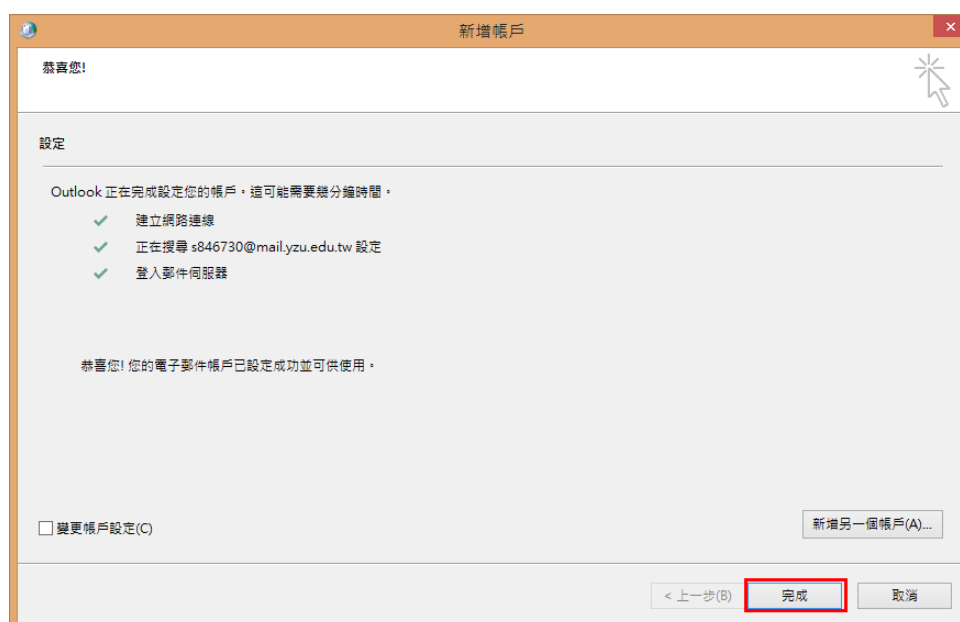 新增帳戶
恭喜您!
設定
Outlook 正在完成設定您的帳戶。這可能需要幾分鐘時間。
建立網路連線
正在搜尋 s846730@mail.yzu.edu.tw 設定
登入郵件伺服器
恭喜您! 您的電子郵件帳戶已設定成功並可供使用。
變更帳戶設定(C)
新增另一個帳戶(A)...
< 上一步(B)
完成
取消